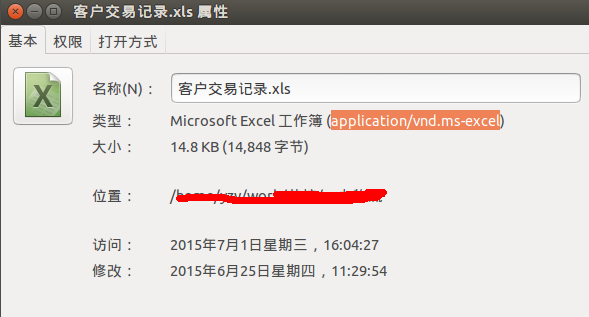 客户交易记录.xls 属性
基本 权限 打开方式
名称(N)： 客户交易记录.xls
类型： Microsoft Excel 工作簿 (application/vnd.ms-excel)
大小： 14.8 KB (14,848 字节)
位置：
访问： 2015年7月1日星期三，16:04:27
修改： 2015年6月25日星期四，11:29:54